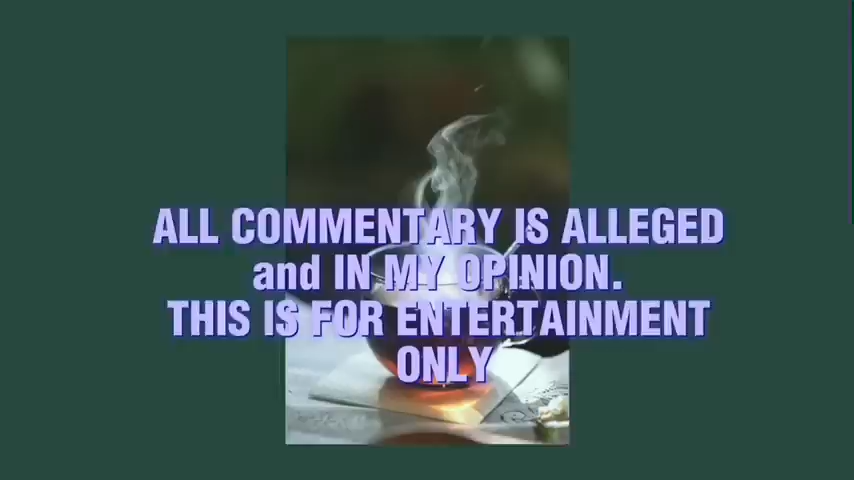 ALL COMMENTARY IS ALLEGED
and IN MY OPINION.
THIS IS FOR ENTERTAINMENT
ONLY